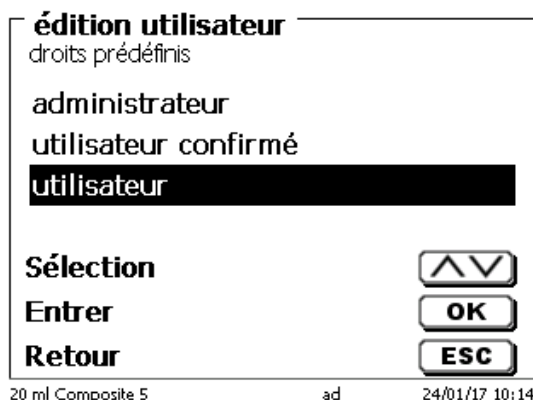 édition utilisateur
droits prédéfinis
administrateur
utilisateur confirmé
utilisateur
Sélection
Entrer OK
Retour ESC
20 ml Composite 5 ad 24/01/17 10:14